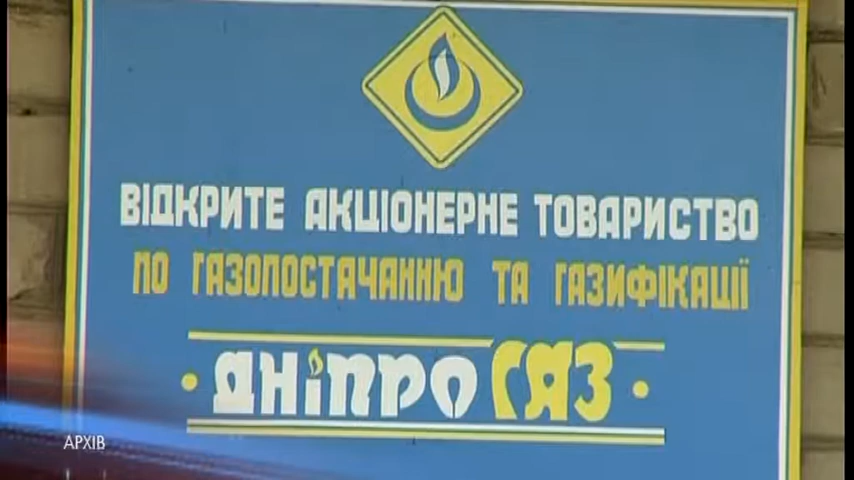 ВІДКРИТЕ АКЦІОНЕРНЕ ТОВАРИСТВО
ПО ГАЗОПОСТАЧАННЮ ТА ГАЗИФІКАЦІЇ
• ДНІПРОГАЗ •
АРХІВ